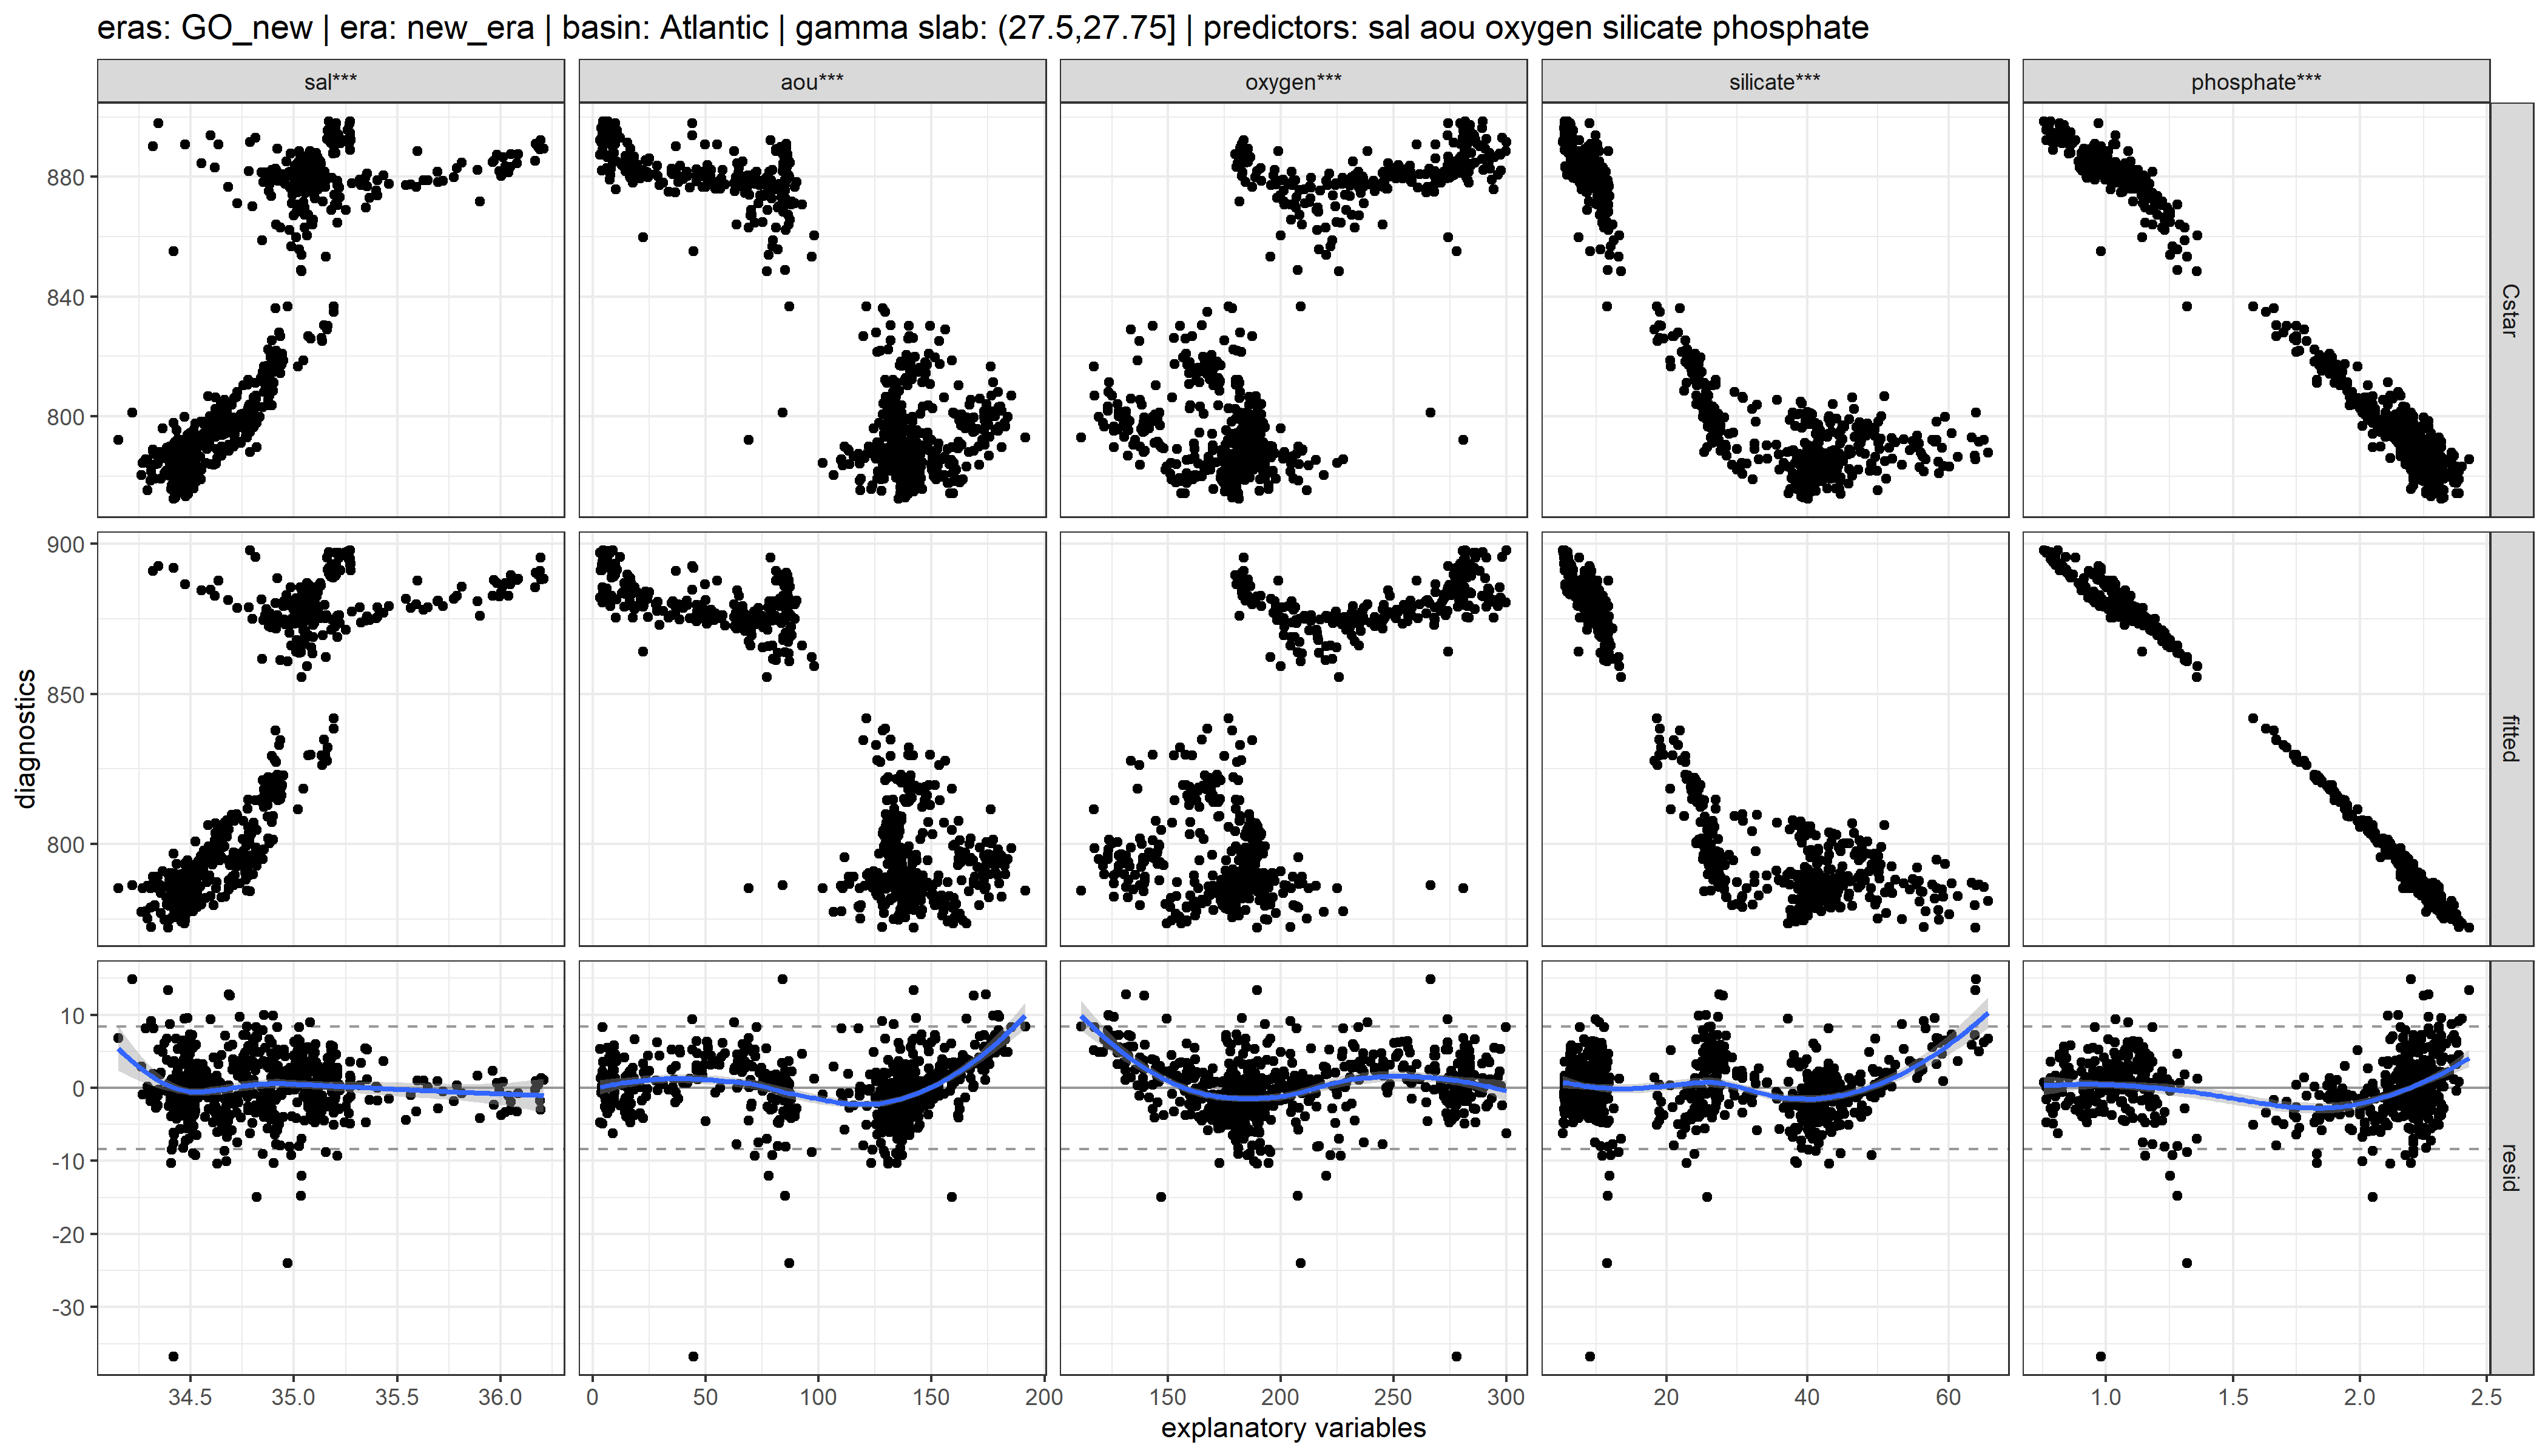 eras: GO_new | era: new_era | basin: Atlantic | gamma slab: (27.5,27.75] | predictors: sal aou oxygen silicate phosphate
sal*** aou*** oxygen*** silicate*** phosphate***
880
840
800
Cstar
900
850
800
fitted
diagnostics
10
0
-10
-20
-30
resid
34.5 35.0 35.5 36.0 0 50 100 150 200 150 200 250 300 20 40 60 1.0 1.5 2.0 2.5
explanatory variables